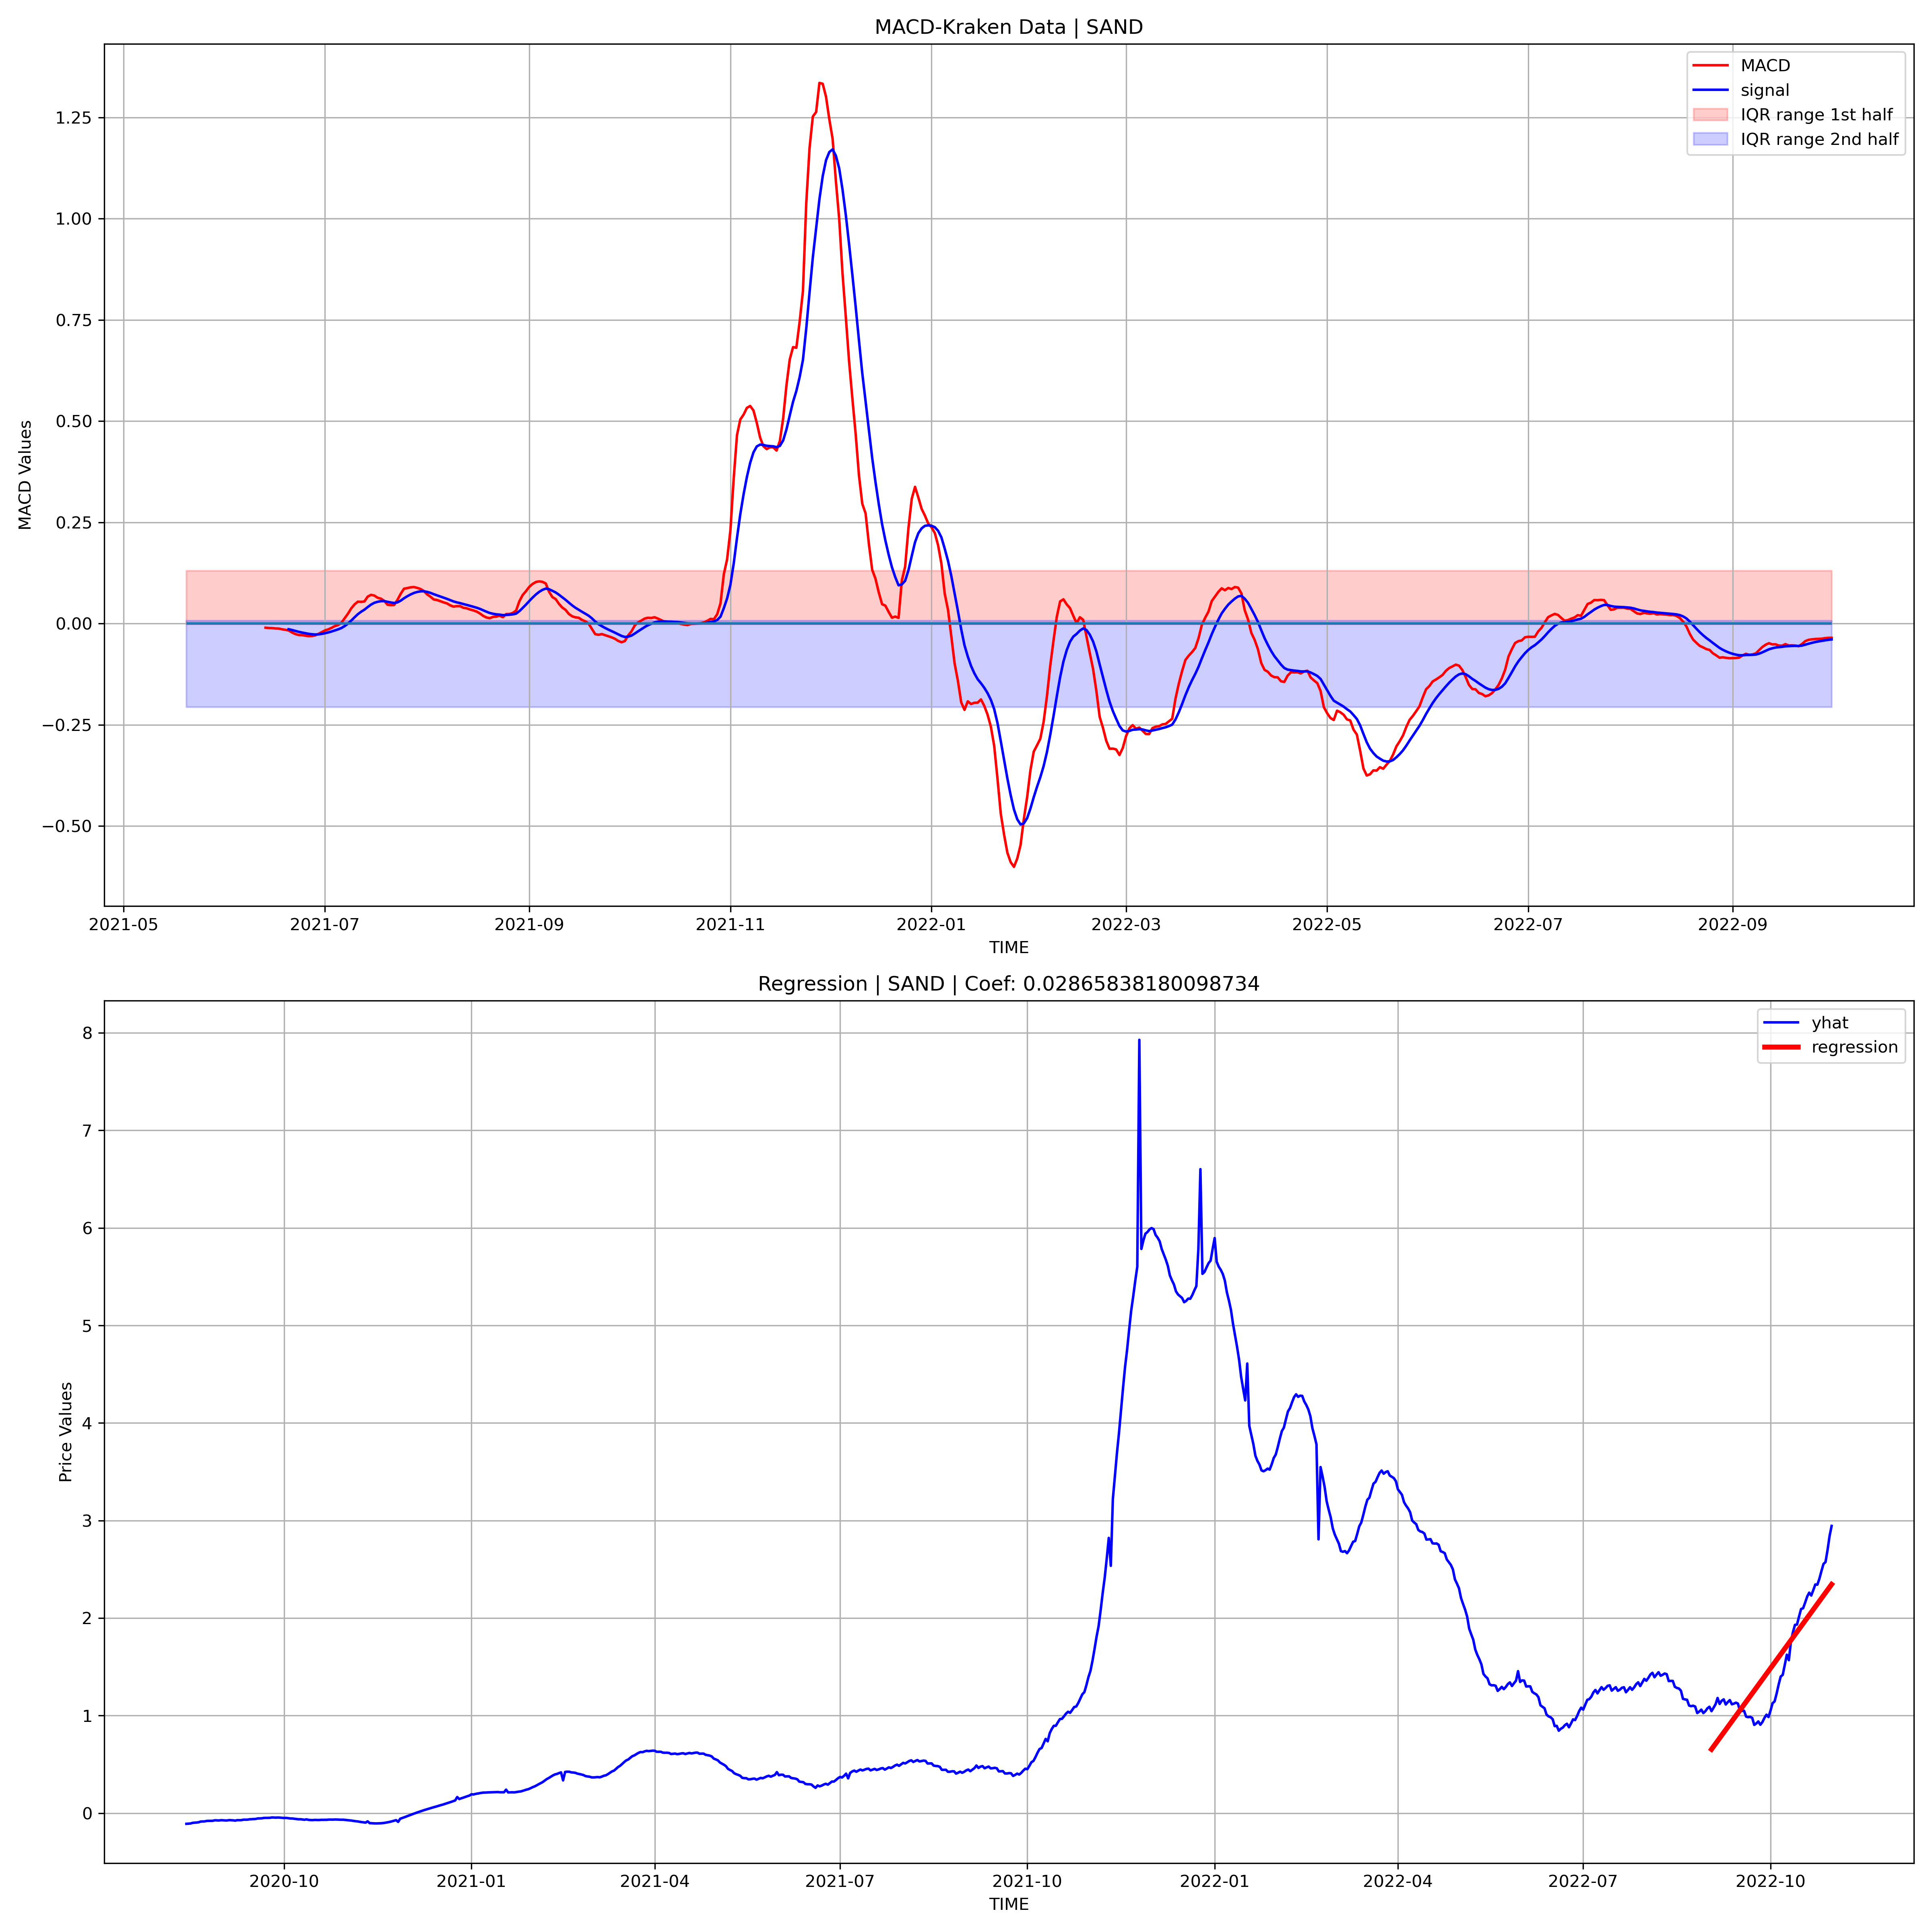 MACD-Kraken Data | SAND
MACD
signal
IQR range 1st half
IQR range 2nd half
1.25
1.00
0.75
0.50
0.25
0.00
−0.25
−0.50
MACD Values
2021-05 2021-07 2021-09 2021-11 2022-01 2022-03 2022-05 2022-07 2022-09
TIME
Regression | SAND | Coef: 0.02865838180098734
yhat
regression
8
7
6
5
4
3
2
1
0
Price Values
2020-10 2021-01 2021-04 2021-07 2021-10 2022-01 2022-04 2022-07 2022-10
TIME